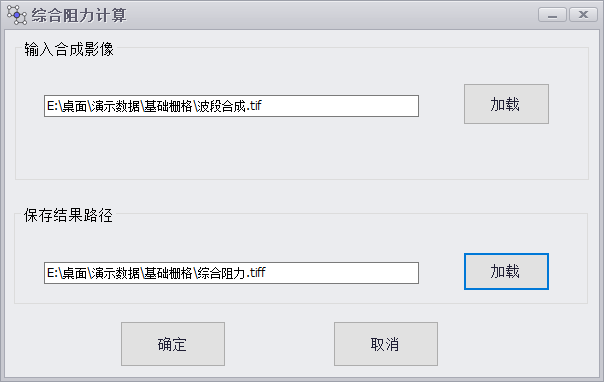 综合阻力计算
输入合成影像
E:\桌面\演示数据\基础栅格\波段合成.tif
加载
保存结果路径
E:\桌面\演示数据\基础栅格\综合阻力.tiff
加载
确定
取消